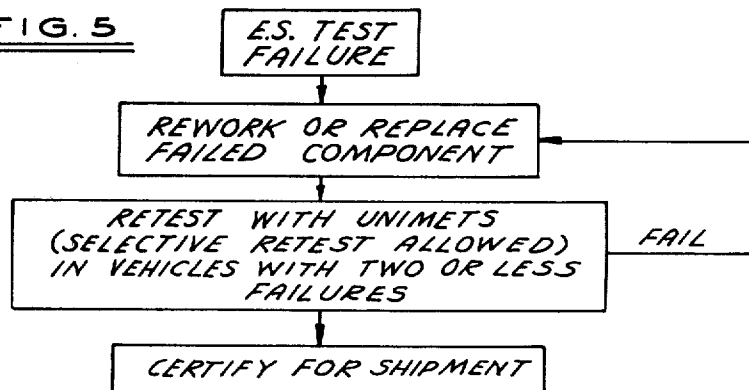 FIG. 5
E.S. TEST
FAILURE
REWORK OR REPLACE
FAILED COMPONENT
RETEST WITH UNIMETS
(SELECTIVE RETEST ALLOWED)
IN VEHICLES WITH TWO OR LESS
FAILURES
FAIL
CERTIFY FOR SHIPMENT